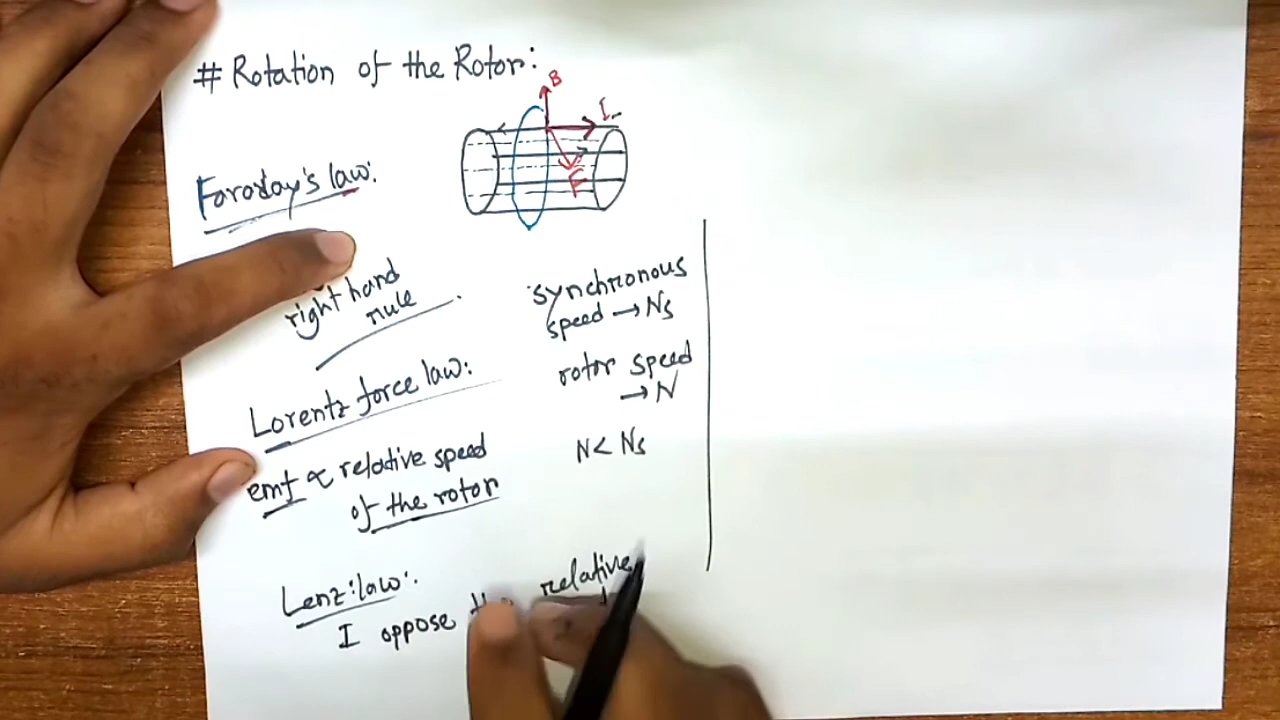 # Rotation of the Rotor:
B
I
F
Faraday's law:
right hand
rule
synchronous
speed → Ns
rotor speed
→ N
N < Ns
Lorentz force law:
emf ∝ relative speed
of the rotor
Lenz:law:
I oppose relative